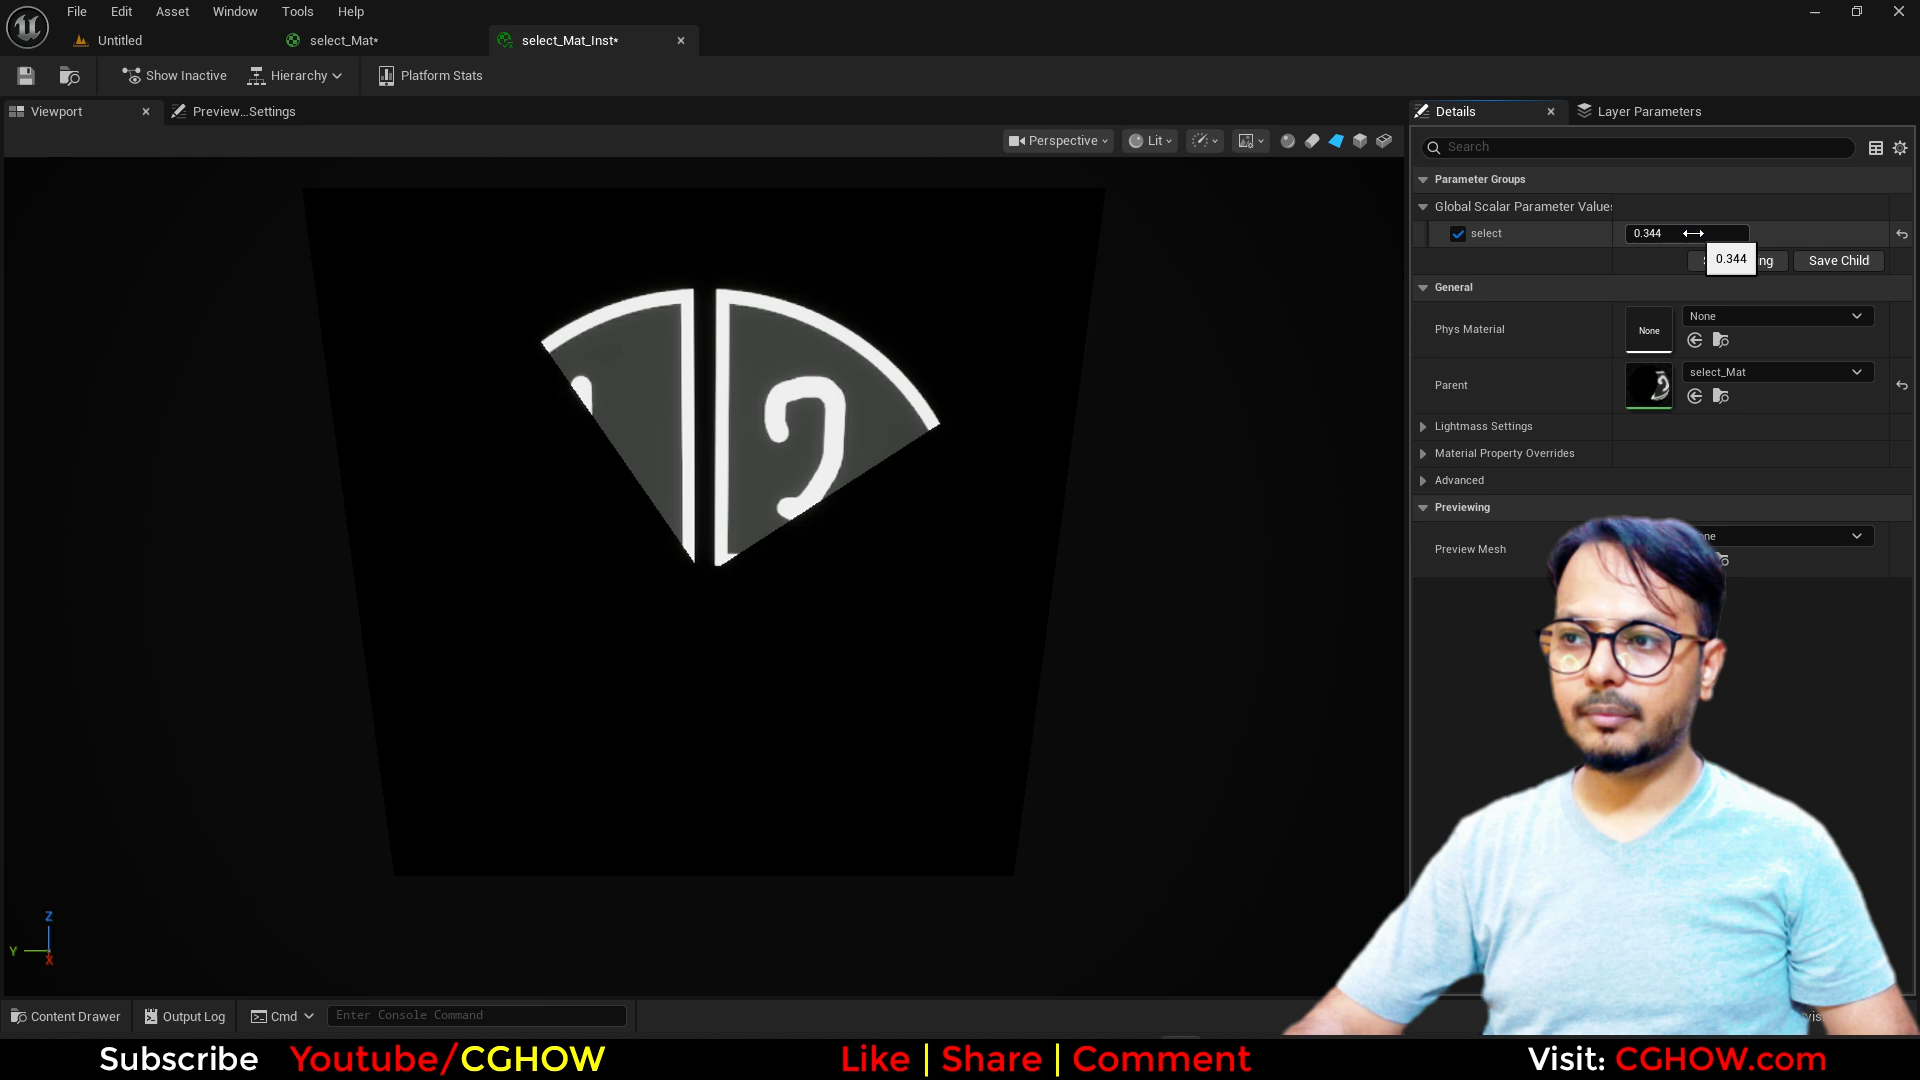 File Edit Asset Window Tools Help
Untitled select_Mat* select_Mat_Inst*
Show Inactive Hierarchy Platform Stats
Viewport Preview...Settings Details Layer Parameters
Perspective Lit
Search
Parameter Groups
Global Scalar Parameter Values
select 0.344
0.344
Save Child
General
Phys Material None None
Parent select_Mat
Lightmass Settings
Material Property Overrides
Advanced
Previewing
Preview Mesh
Z
Y
X
Content Drawer Output Log Cmd Enter Console Command
Subscribe Youtube/CGHOW Like | Share | Comment Visit: CGHOW.com